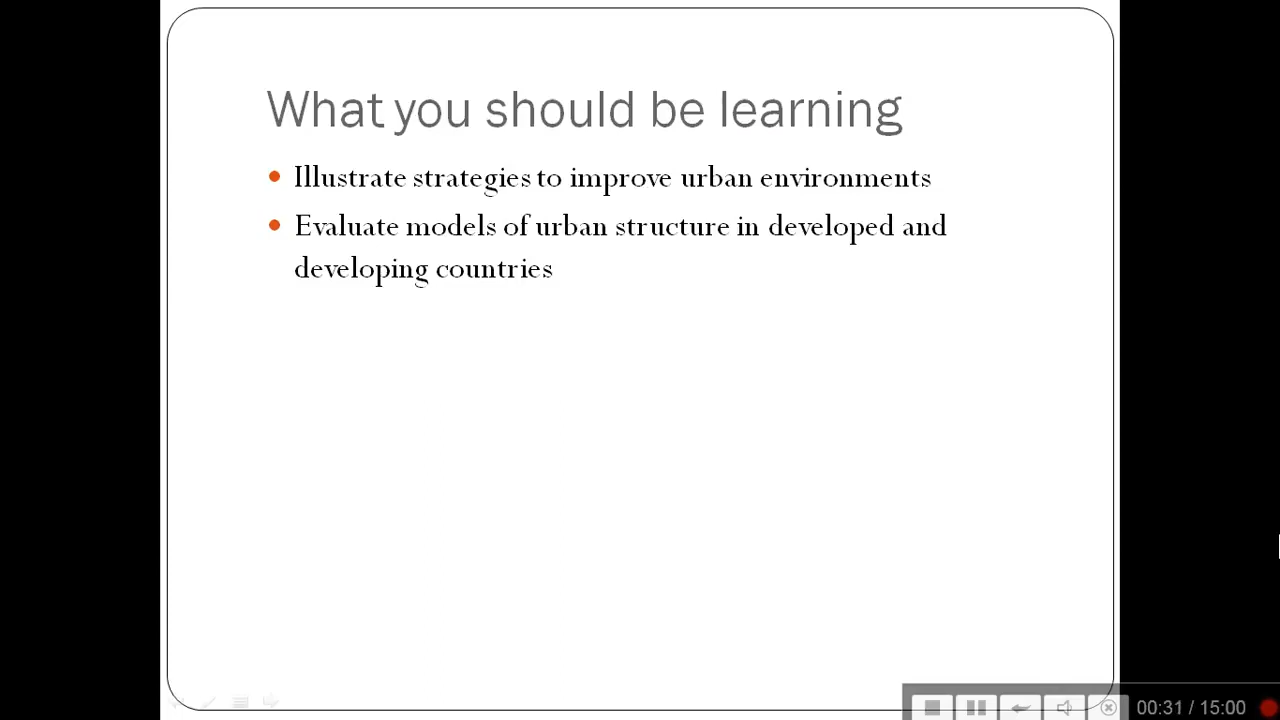 What you should be learning
Illustrate strategies to improve urban environments
Evaluate models of urban structure in developed and
developing countries
00:31 / 15:00